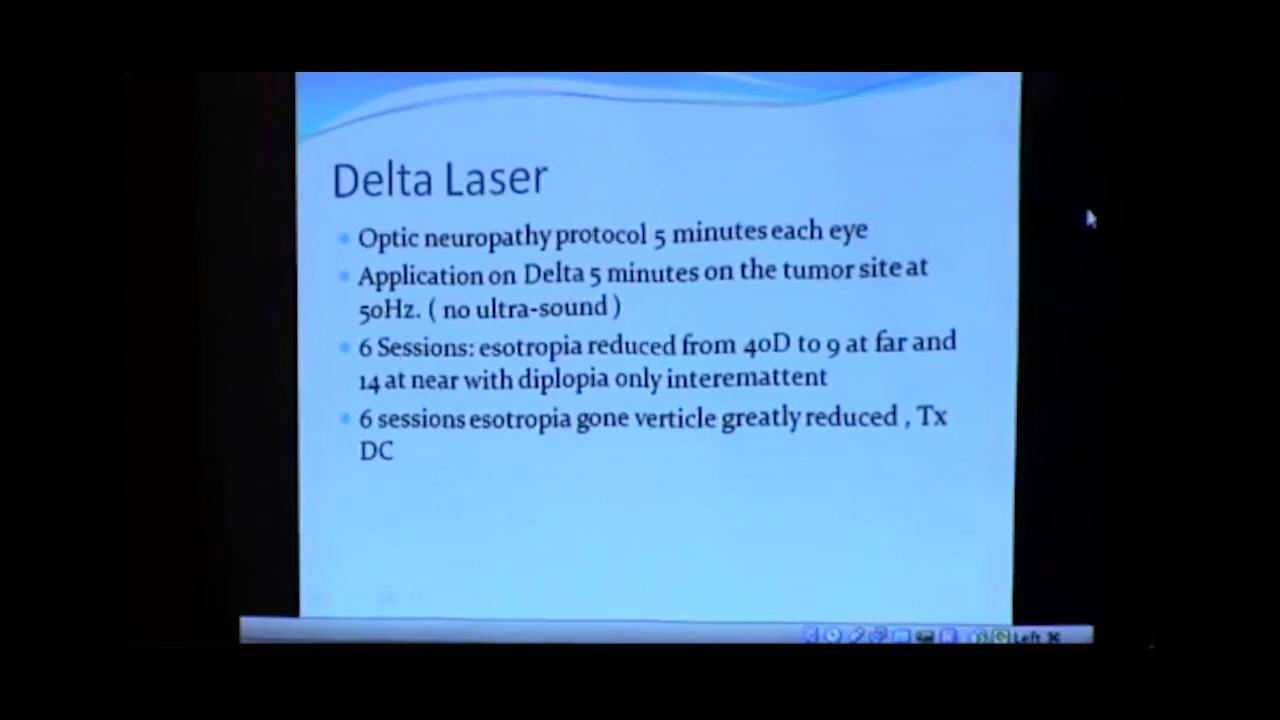 Delta Laser
Optic neuropathy protocol 5 minutes each eye
Application on Delta 5 minutes on the tumor site at
50Hz. ( no ultra-sound )
6 Sessions: esotropia reduced from 40D to 9 at far and
14 at near with diplopia only interemattent
6 sessions esotropia gone verticle greatly reduced , Tx
DC
Left ⌘